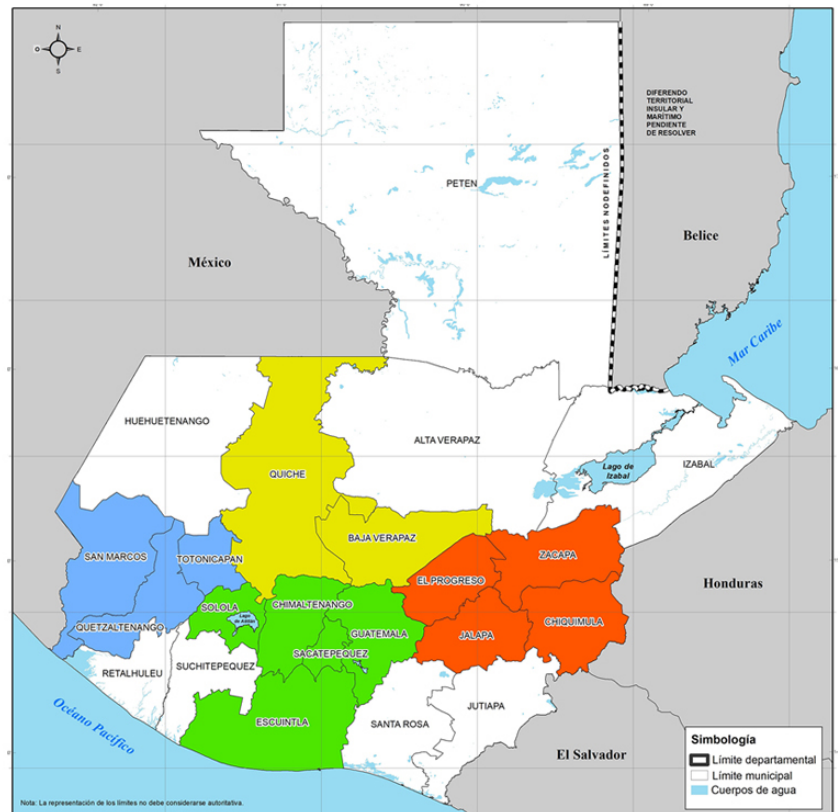 N
O
E
S
DIFERENDO
TERRITORIAL
INSULAR Y
MARÍTIMO
PENDIENTE
DE RESOLVER
PETEN
LÍMITES NODEFINIDOS
Belice
México
Mar Caribe
HUEHUETENANGO
ALTA VERAPAZ
QUICHE
Lago de
Izabal
IZABAL
BAJA VERAPAZ
SAN MARCOS
TOTONICAPAN
ZACAPA
EL PROGRESO
Honduras
SOLOLA
CHIMALTENANGO
Lago
de Atitlán
CHIQUIMULA
QUETZALTENANGO
GUATEMALA
JALAPA
SACATEPEQUEZ
RETALHULEU
SUCHITEPEQUEZ
JUTIAPA
Océano Pacífico
ESCUINTLA
SANTA ROSA
El Salvador
Simbología
Límite departamental
Límite municipal
Cuerpos de agua
Nota: La representación de los límites no debe considerarse autoritativa.